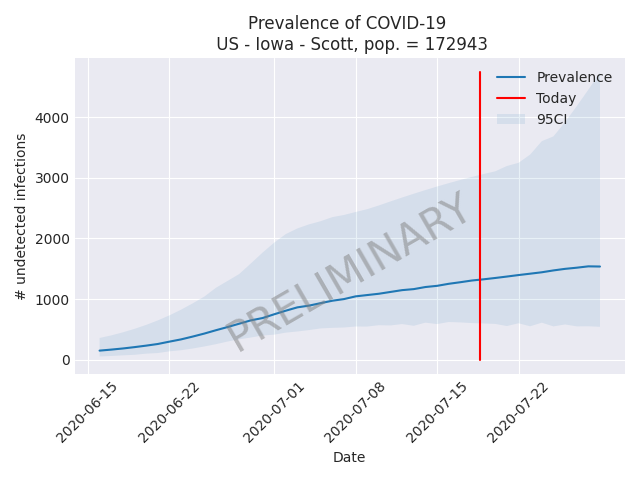 Prevalence of COVID-19
US - Iowa - Scott, pop. = 172943
Prevalence
Today
95CI
4000
3000
2000
1000
0
# undetected infections
PRELIMINARY
2020-06-15
2020-06-22
2020-07-01
2020-07-08
2020-07-15
2020-07-22
Date